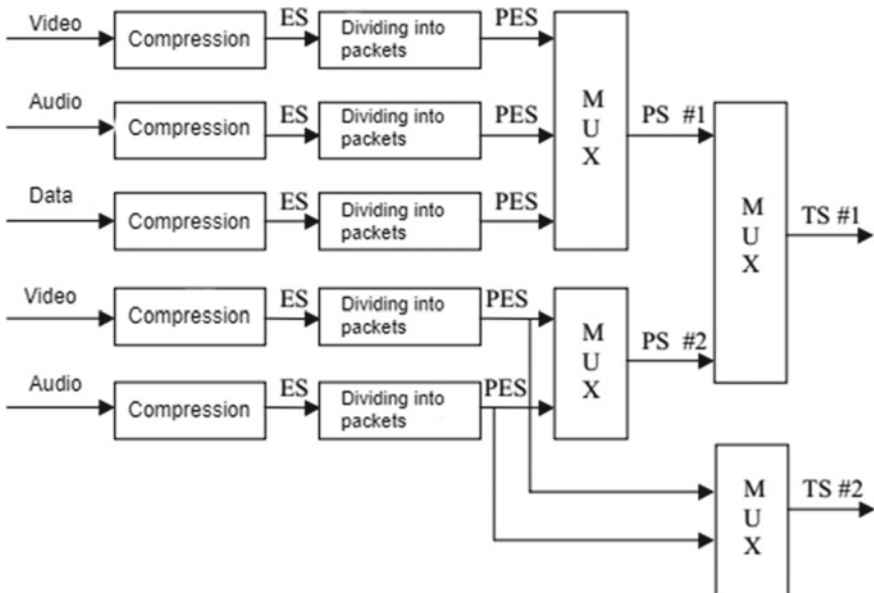 Video
Compression
ES
Dividing into
packets
PES
Audio
Compression
ES
Dividing into
packets
PES
Data
Compression
ES
Dividing into
packets
PES
M
U
X
PS #1
Video
Compression
ES
Dividing into
packets
PES
Audio
Compression
ES
Dividing into
packets
PES
M
U
X
PS #2
M
U
X
TS #1
M
U
X
TS #2